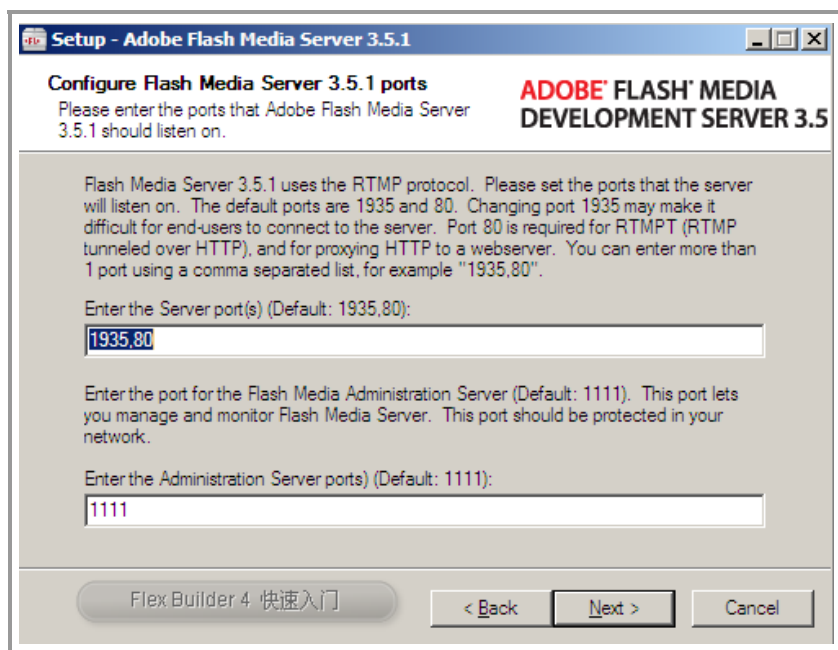 Setup - Adobe Flash Media Server 3.5.1
Configure Flash Media Server 3.5.1 ports
Please enter the ports that Adobe Flash Media Server
3.5.1 should listen on.
ADOBE® FLASH® MEDIA
DEVELOPMENT SERVER 3.5
Flash Media Server 3.5.1 uses the RTMP protocol. Please set the ports that the server
will listen on. The default ports are 1935 and 80. Changing port 1935 may make it
difficult for end-users to connect to the server. Port 80 is required for RTMPT (RTMP
tunneled over HTTP), and for proxying HTTP to a webserver. You can enter more than
1 port using a comma separated list, for example "1935,80".
Enter the Server port(s) (Default: 1935,80):
1935,80
Enter the port for the Flash Media Administration Server (Default: 1111). This port lets
you manage and monitor Flash Media Server. This port should be protected in your
network.
Enter the Administration Server ports) (Default: 1111):
1111
Flex Builder 4 快速入门
< Back
Next >
Cancel